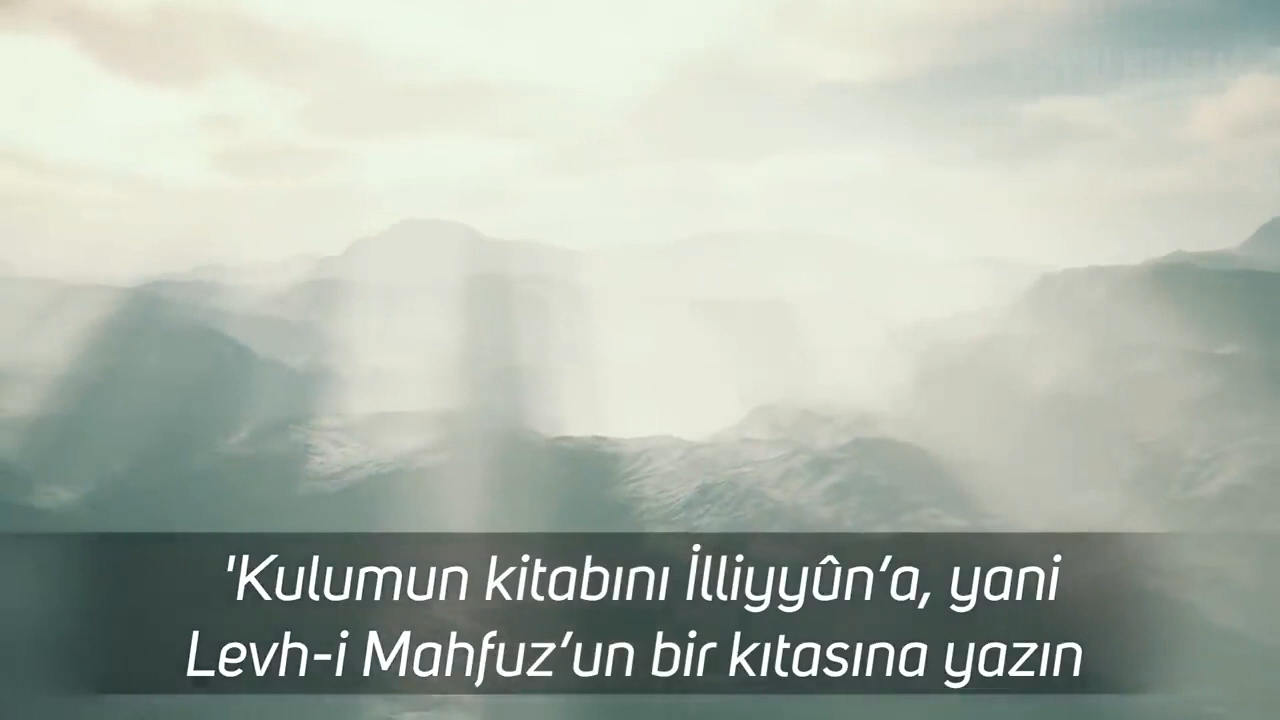 'Kulumun kitabını İlliyyûn’a, yani
Levh-i Mahfuz’un bir kıtasına yazın